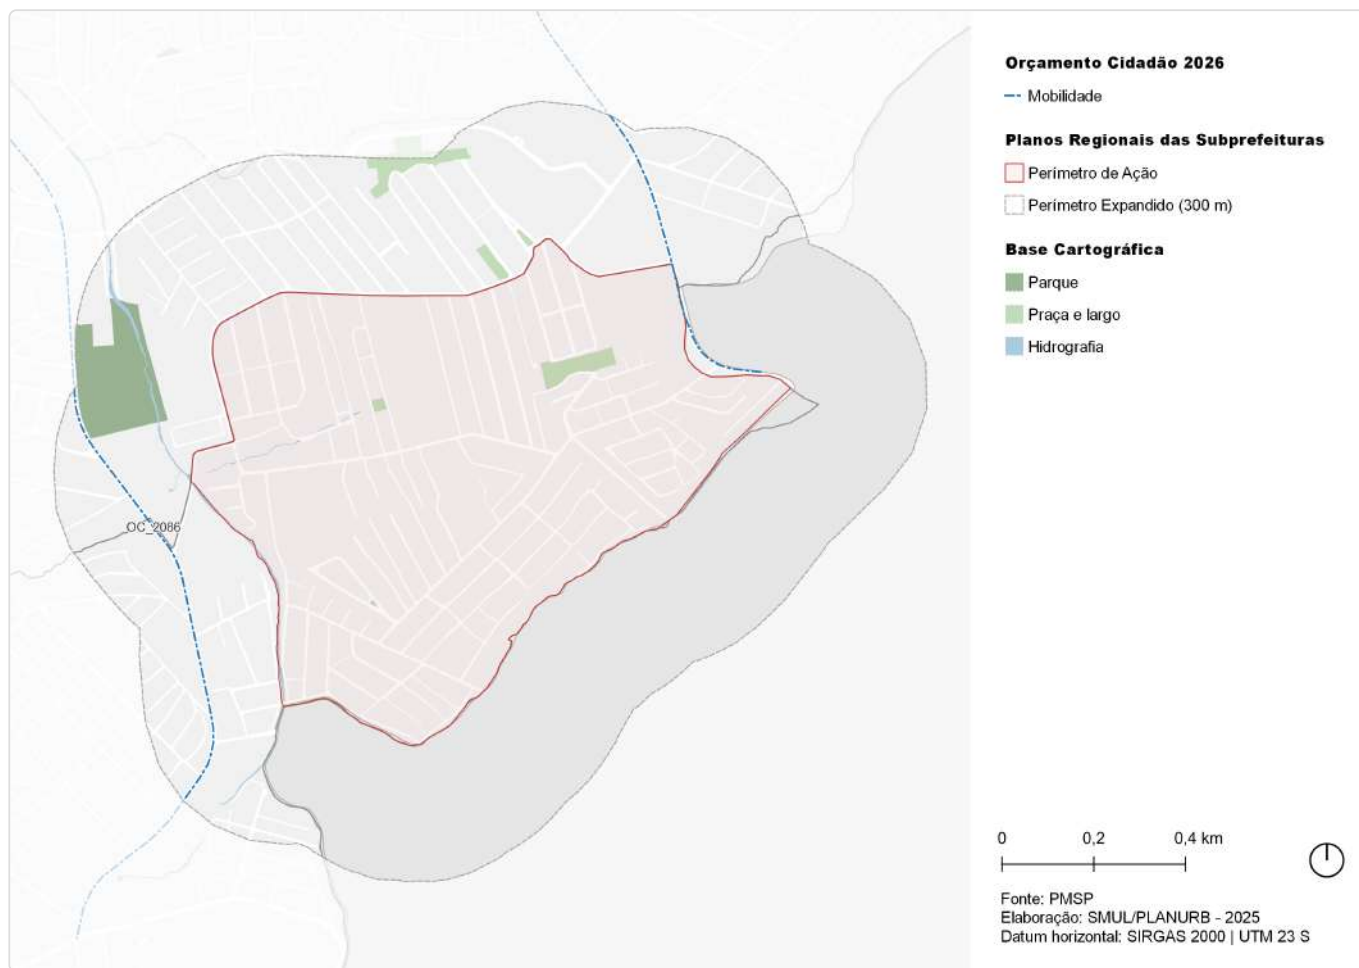 Orçamento Cidadão 2026
Mobilidade
Planos Regionais das Subprefeituras
Perímetro de Ação
Perímetro Expandido (300 m)
Base Cartográfica
Parque
Praça e largo
Hidrografia
OC_2086
0 0,2 0,4 km
Fonte: PMSP
Elaboração: SMUL/PLANURB - 2025
Datum horizontal: SIRGAS 2000 | UTM 23 S